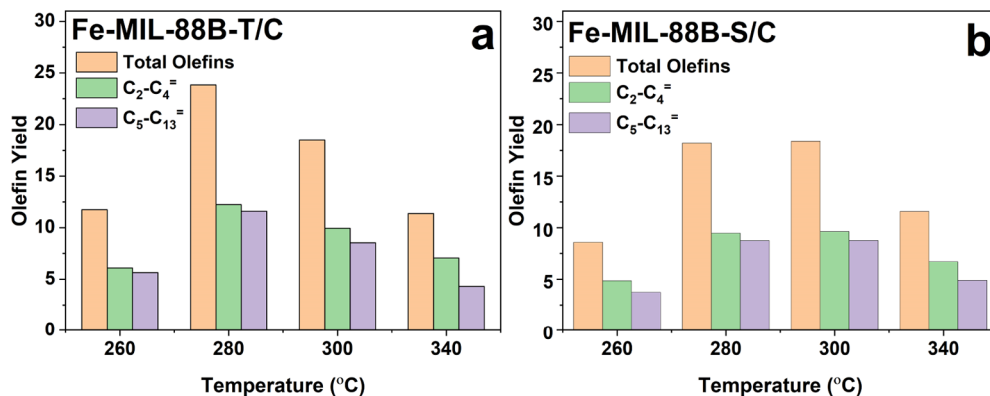 Fe-MIL-88B-T/C
a
Total Olefins
C₂-C₄⁼
C₅-C₁₃⁼
Olefin Yield
30
25
20
15
10
5
0
260 280 300 340
Temperature (°C)
Fe-MIL-88B-S/C
b
Total Olefins
C₂-C₄⁼
C₅-C₁₃⁼
Olefin Yield
30
25
20
15
10
5
0
260 280 300 340
Temperature (°C)